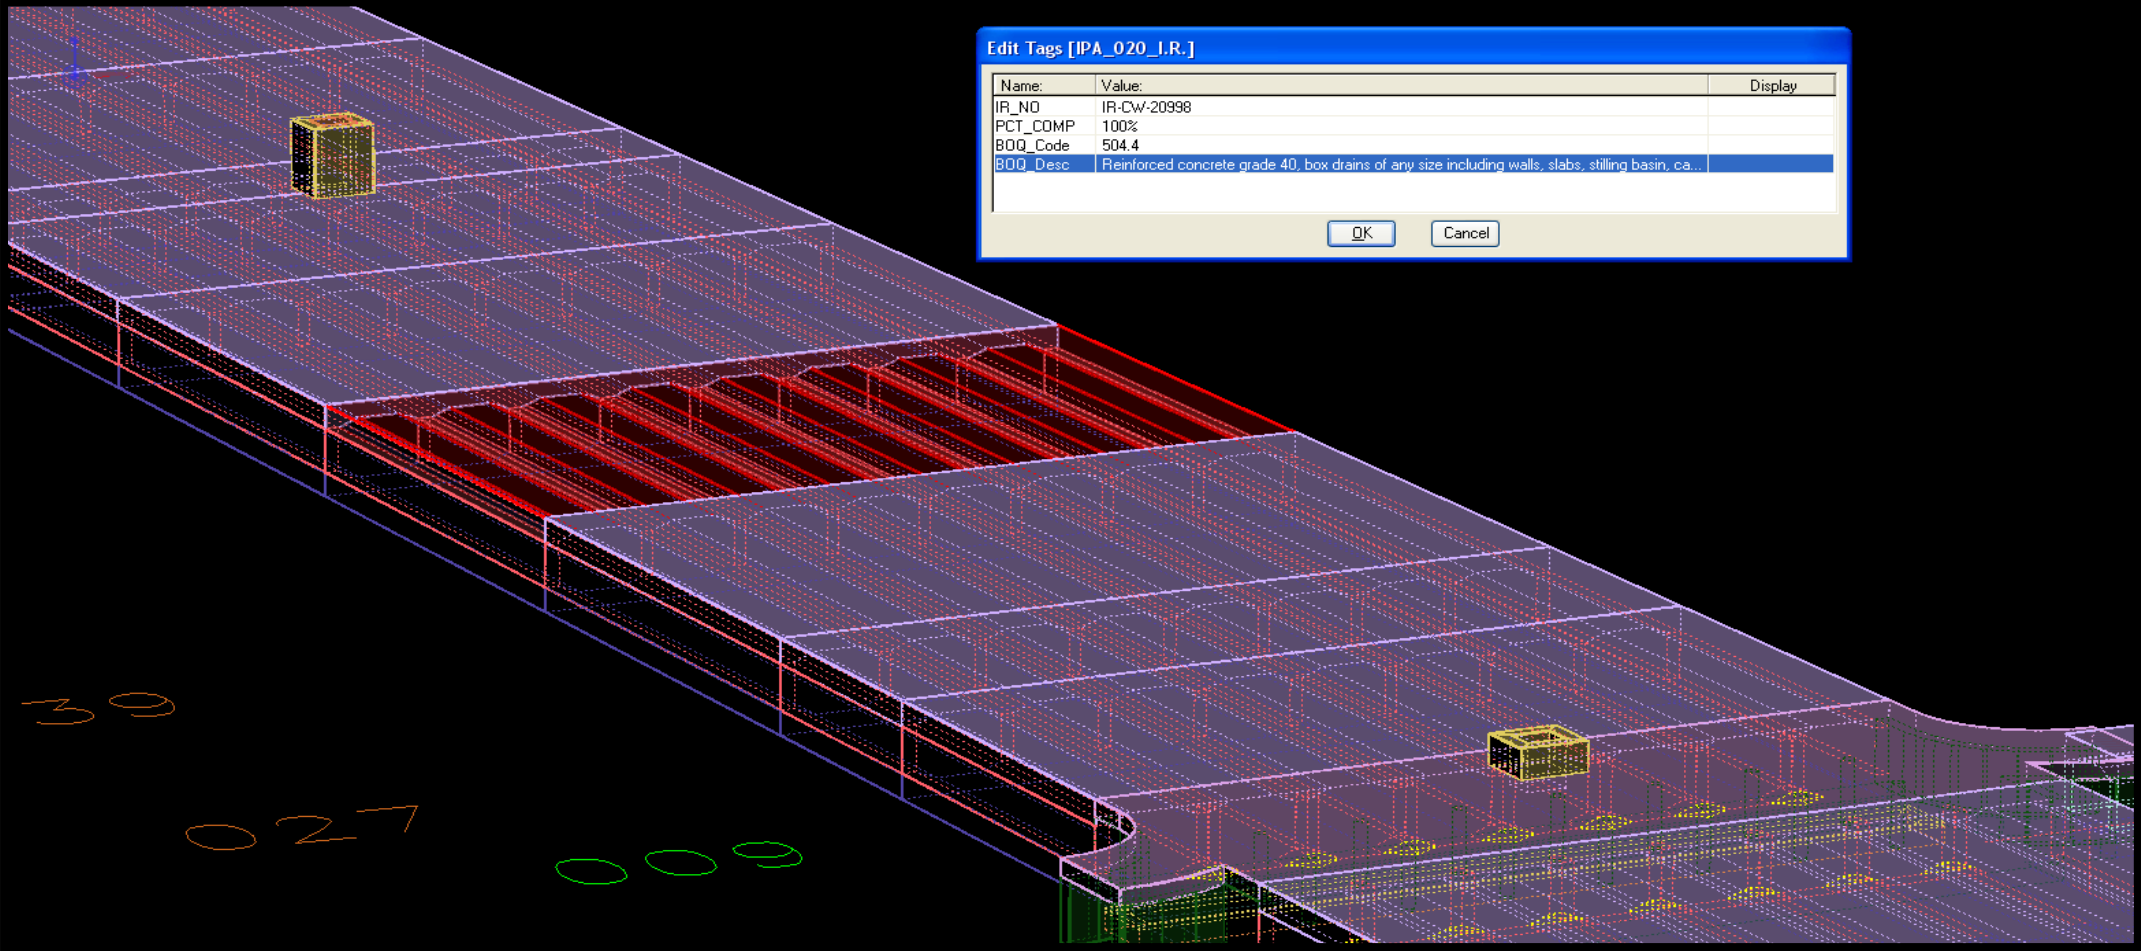 Edit Tags [IPA_020_I.R.]
Name: Value: Display
IR_NO IR-CW-20998
PCT_COMP 100%
BOQ_Code 504.4
BOQ_Desc Reinforced concrete grade 40, box drains of any size including walls, slabs, stilling basin, ca...
OK Cancel
39
027
009